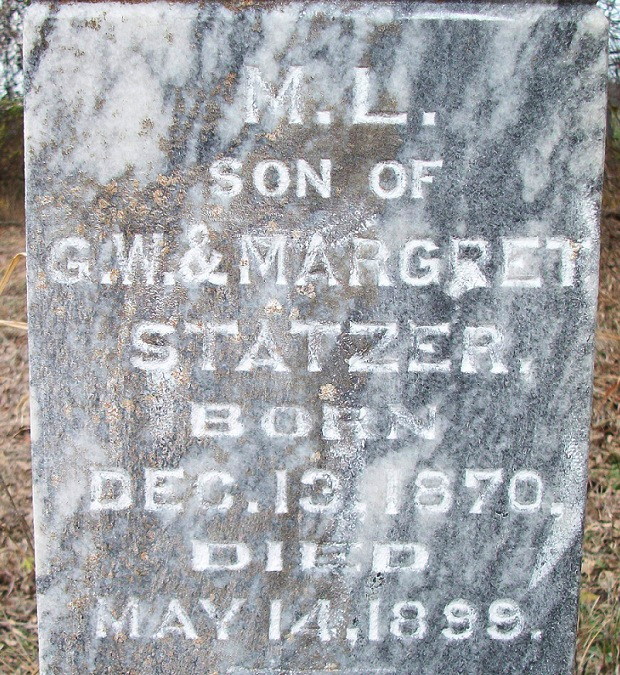 M.L.
SON OF
G.W.& MARGRET
STATZER,
BORN
DEC.13,1870,
DIED
MAY 14,1899.